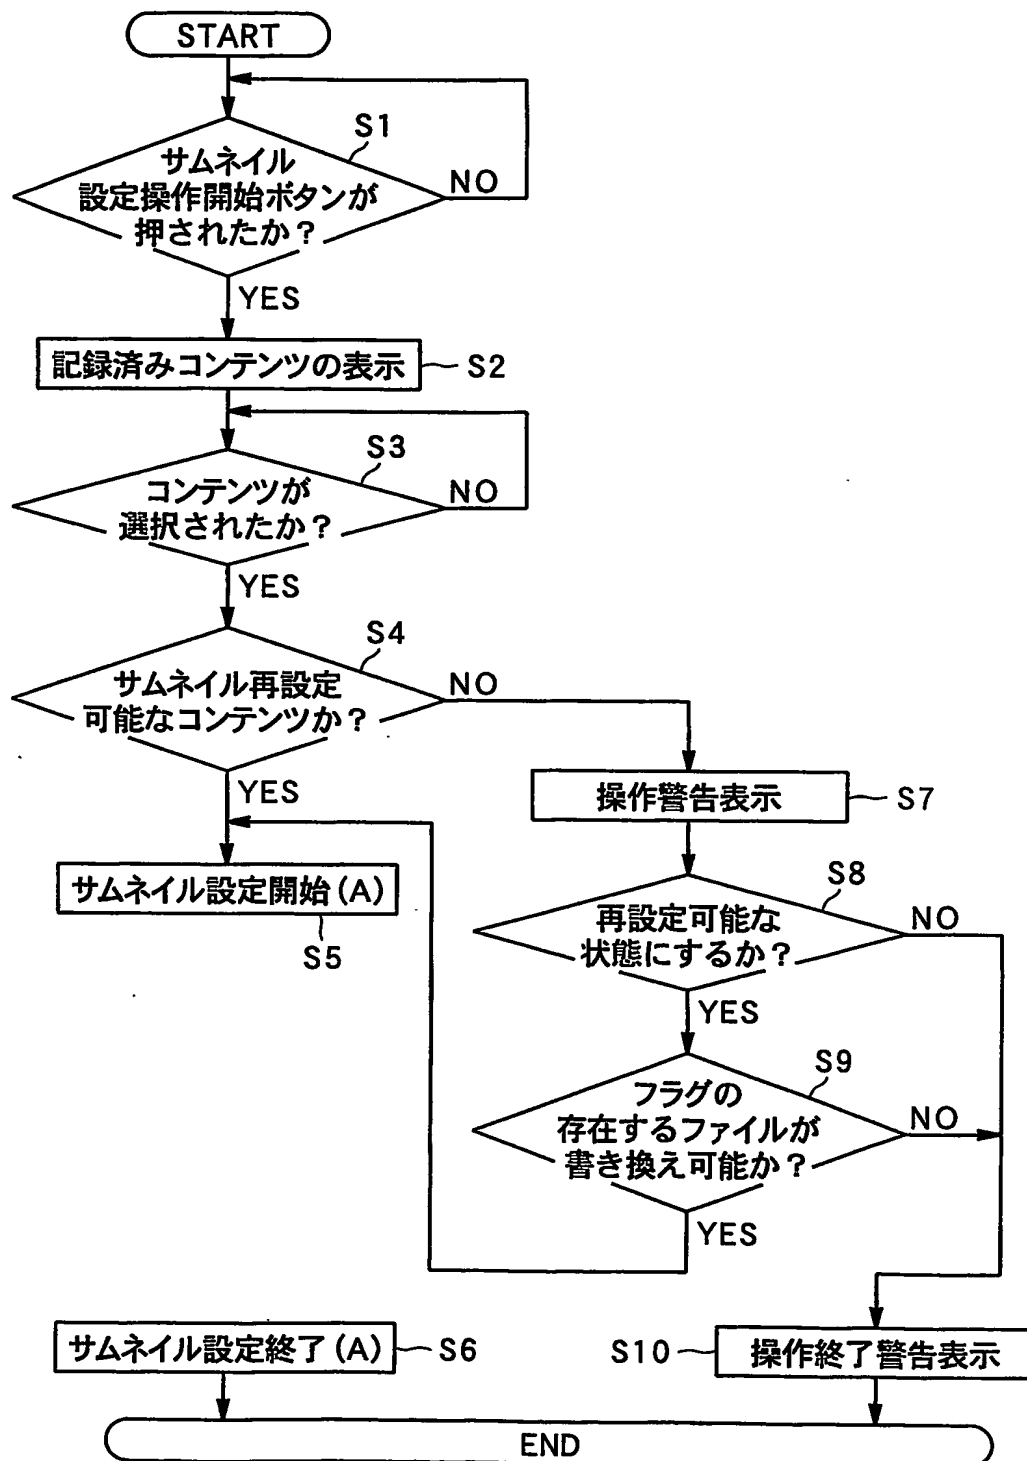 START
S1
サムネイル
設定操作開始ボタンが
押されたか？
NO
YES
記録済みコンテンツの表示
S2
S3
コンテンツが
選択されたか？
NO
YES
S4
サムネイル再設定
可能なコンテンツか？
NO
YES
操作警告表示
S7
サムネイル設定開始(A)
S5
S8
再設定可能な
状態にするか？
NO
YES
S9
フラグの
存在するファイルが
書き換え可能か？
NO
YES
サムネイル設定終了(A)
S6
S10
操作終了警告表示
END